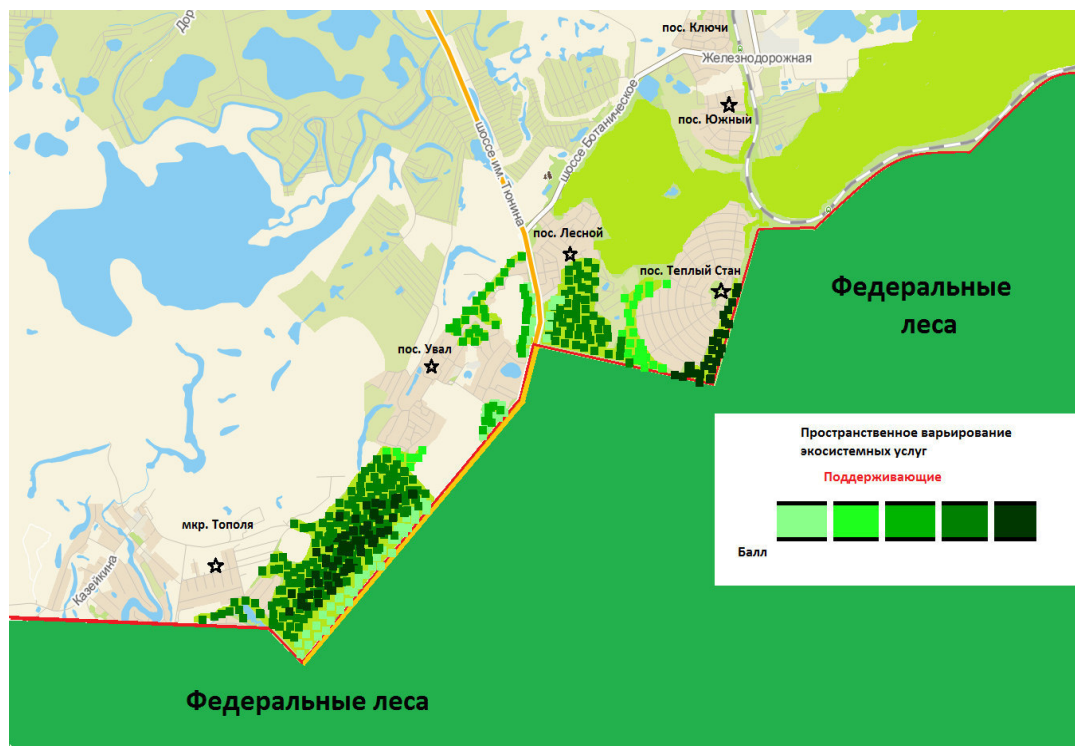 Дор
пос. Ключи
Железнодорожная
пос. Южный
шоссе Ботаническое
шоссе им. Тюнина
пос. Лесной
пос. Теплый Стан
Федеральные
леса
пос. Увал
Пространственное варьирование
экосистемных услуг
Поддерживающие
Балл
мкр. Тополя
Казейкина
Федеральные леса